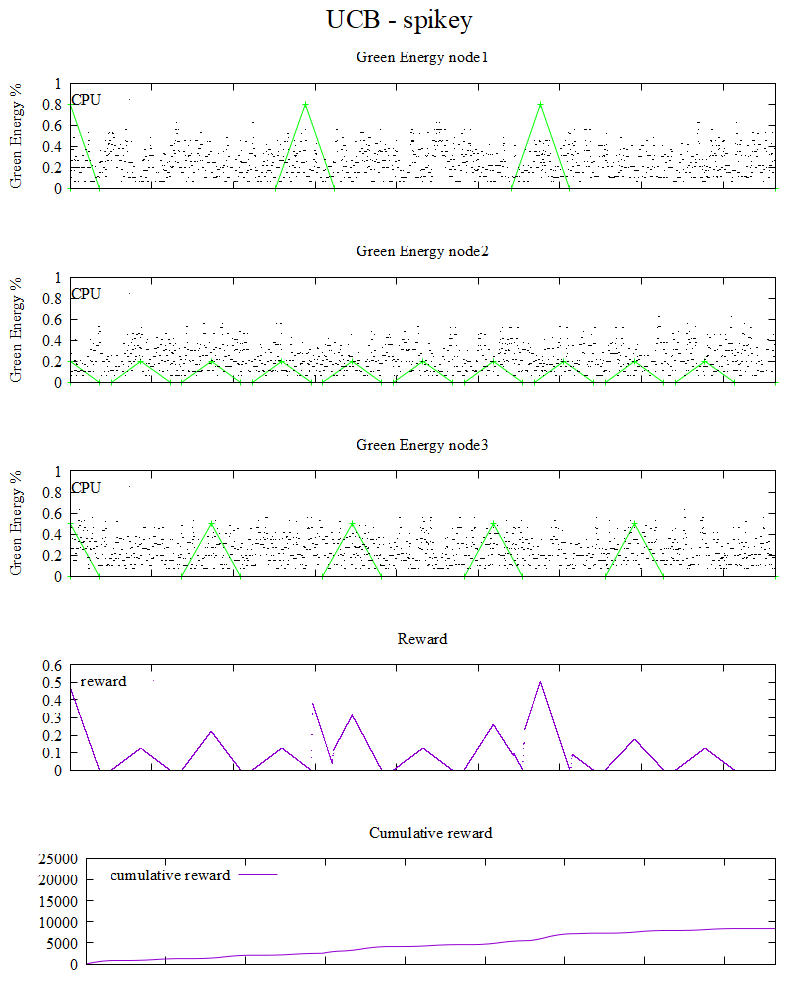 UCB - spikey
Green Energy node1
Green Energy %
1
0.8
0.6
0.4
0.2
0
CPU
Green Energy node2
Green Energy %
1
0.8
0.6
0.4
0.2
0
CPU
Green Energy node3
Green Energy %
1
0.8
0.6
0.4
0.2
0
CPU
Reward
0.6
0.5
0.4
0.3
0.2
0.1
0
reward
Cumulative reward
25000
20000
15000
10000
5000
0
cumulative reward